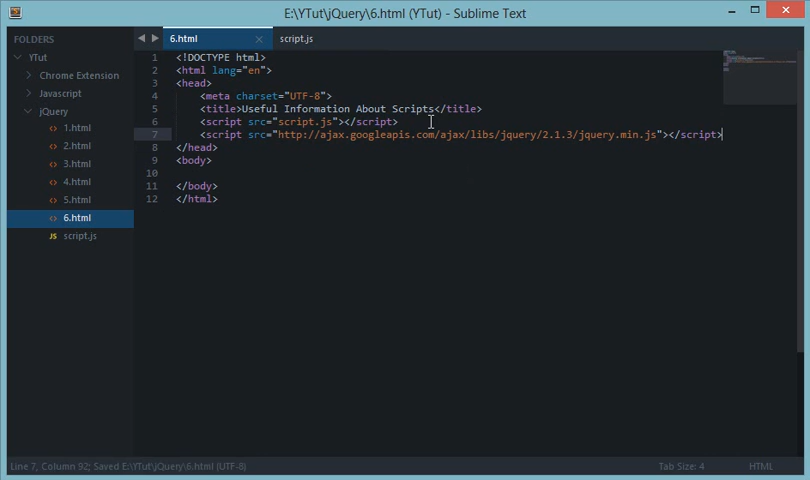 E:\YTut\jQuery\6.html (YTut) - Sublime Text
FOLDERS
YTut
Chrome Extension
Javascript
jQuery
1.html
2.html
3.html
4.html
5.html
6.html
script.js
6.html
script.js
1 <!DOCTYPE html>
2 <html lang="en">
3 <head>
4 <meta charset="UTF-8">
5 <title>Useful Information About Scripts</title>
6 <script src="script.js"></script>
7 <script src="http://ajax.googleapis.com/ajax/libs/jquery/2.1.3/jquery.min.js"></script>
8 </head>
9 <body>
10
11 </body>
12 </html>
Line 7, Column 92; Saved E:\YTut\jQuery\6.html (UTF-8)
Tab Size: 4
HTML